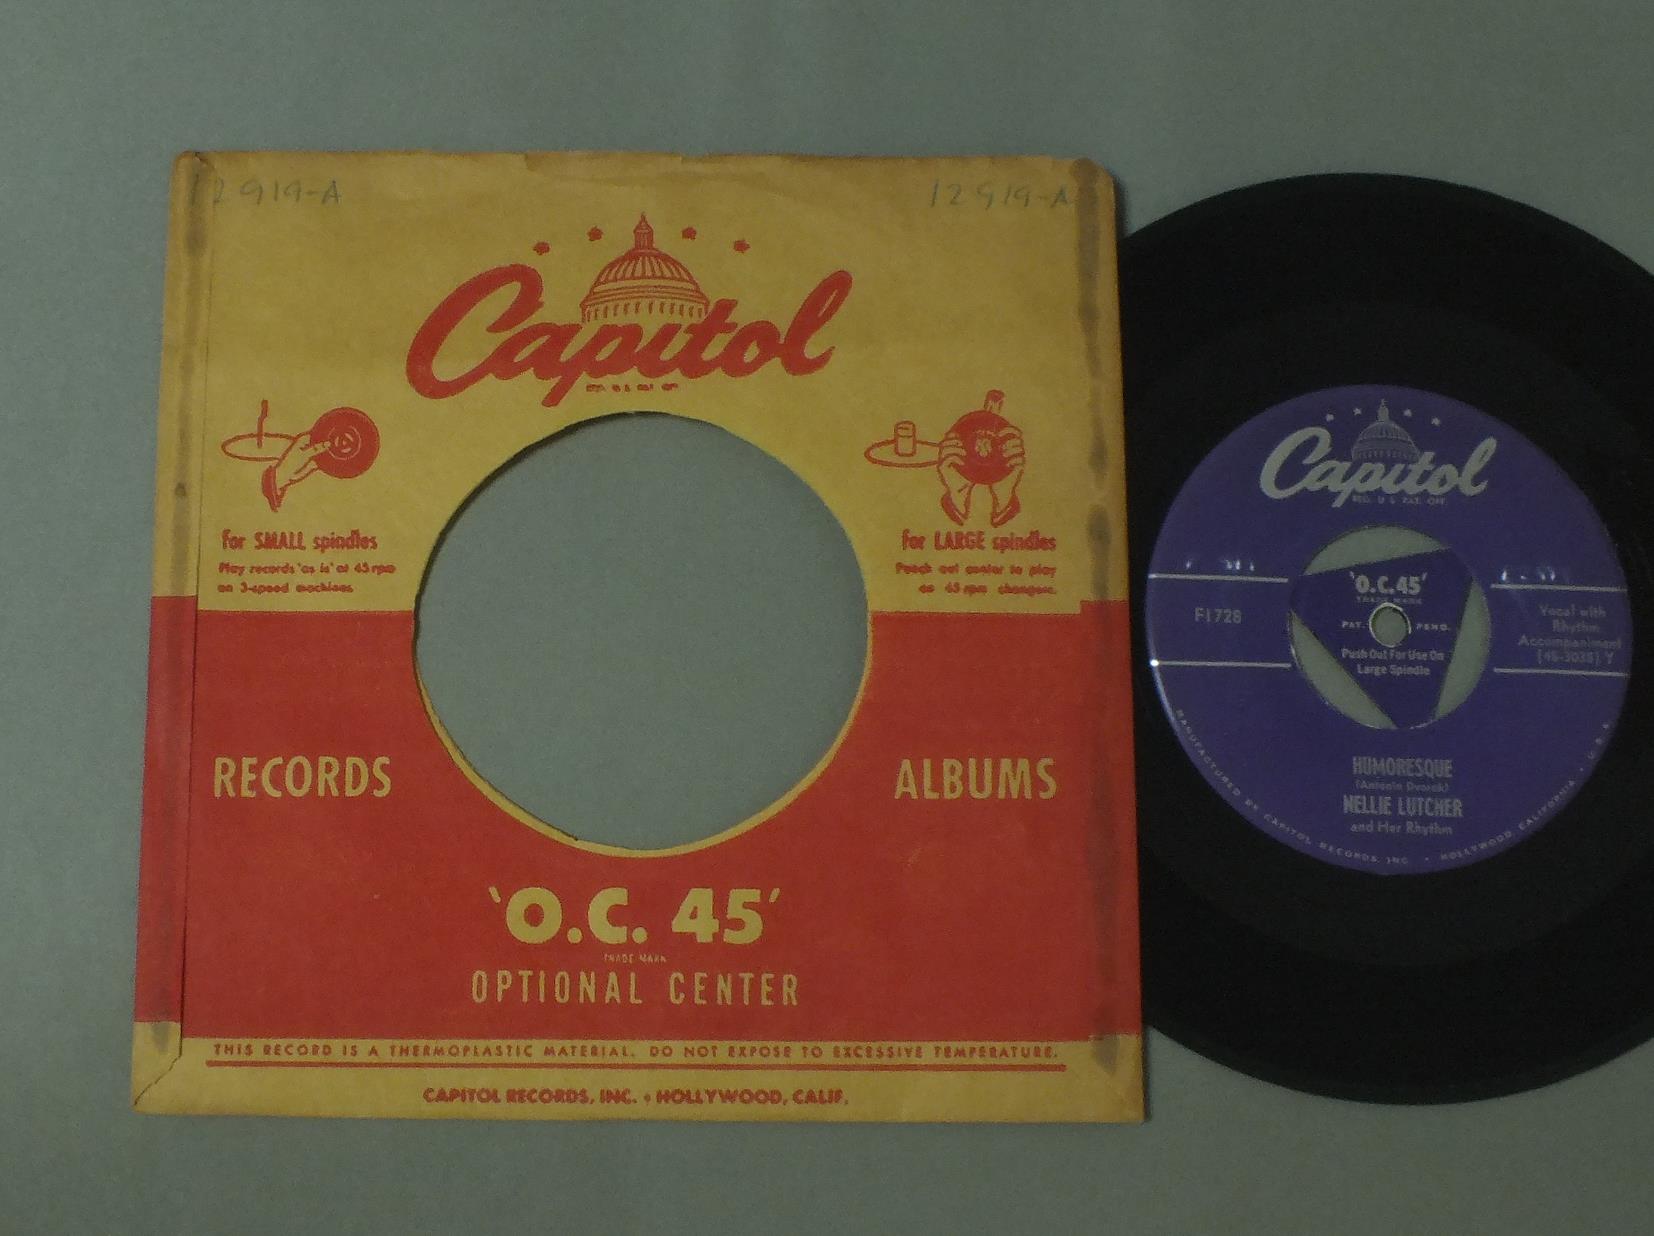 12919-A
12919-A
Capitol
for SMALL spindles
Play records 'as is' at 45 rpm
on 3-speed machines.
for LARGE spindles
Punch out center to play
on 45 rpm changers.
RECORDS
ALBUMS
'O.C. 45'
TRADE MARK
OPTIONAL CENTER
THIS RECORD IS A THERMOPLASTIC MATERIAL. DO NOT EXPOSE TO EXCESSIVE TEMPERATURE.
CAPITOL RECORDS, INC. • HOLLYWOOD, CALIF.
Capitol
REG. U.S. PAT. OFF.
'O.C. 45'
TRADE MARK
PAT. PEND.
Push Out For Use On
Large Spindle
F1728
Vocal with
Rhythm
Accompaniment
Y
HUMORESQUE
(Antonin Dvorak)
NELLIE LUTCHER
and Her Rhythm
MANUFACTURED BY CAPITOL RECORDS, INC. • HOLLYWOOD, CALIFORNIA • U.S.A.